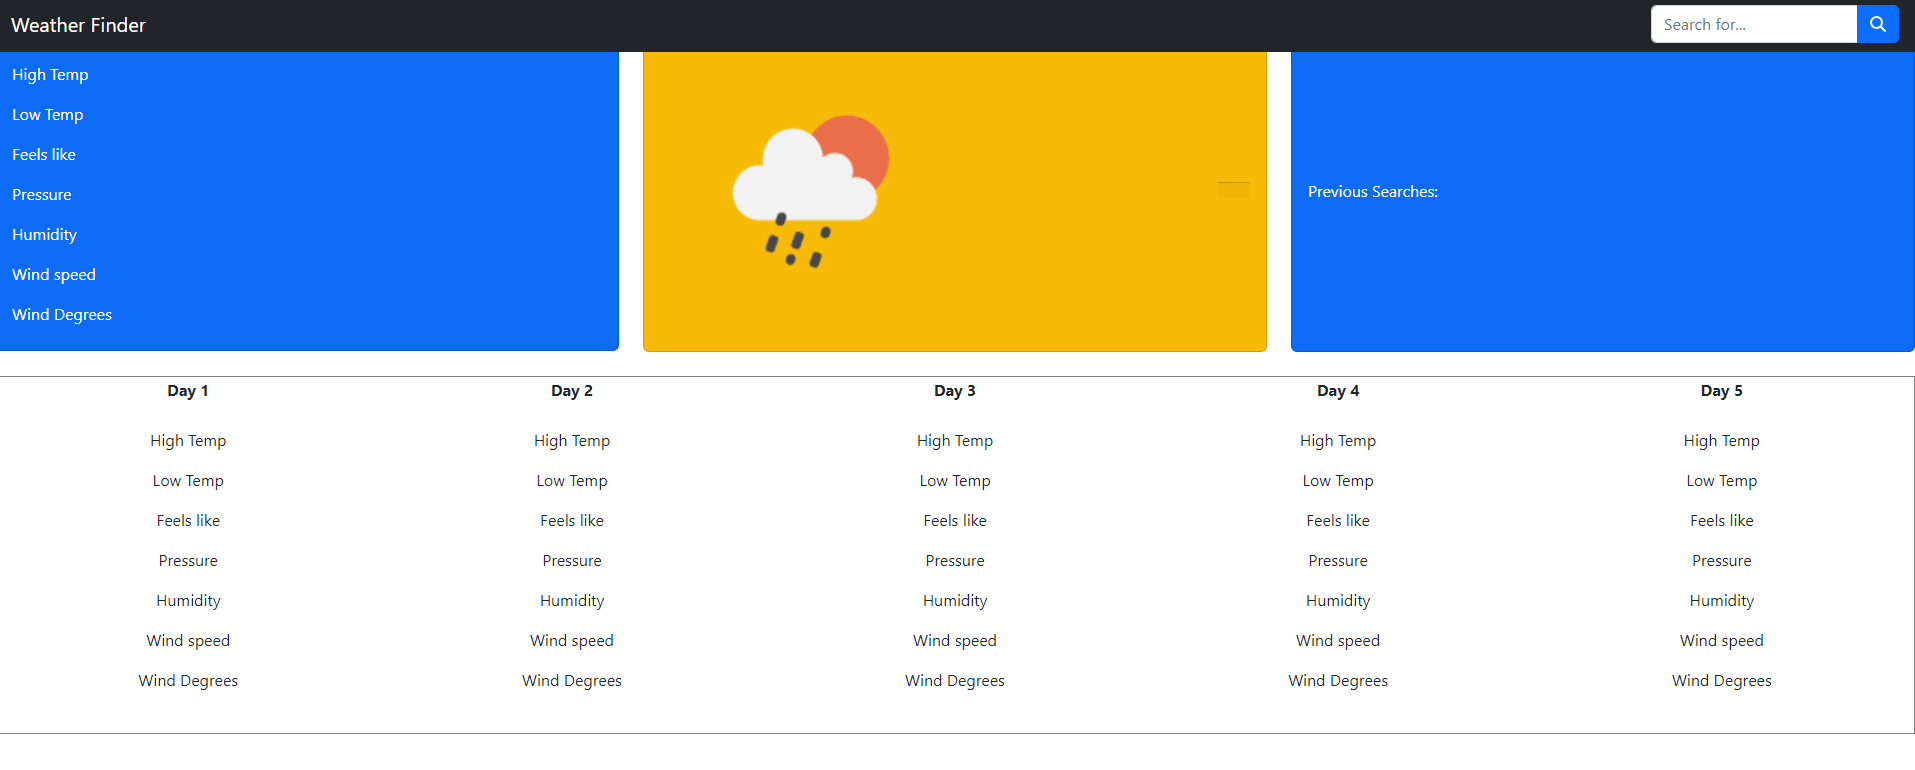 Weather Finder
Search for...
High Temp
Low Temp
Feels like
Pressure
Humidity
Wind speed
Wind Degrees
Previous Searches:
Day 1 Day 2 Day 3 Day 4 Day 5
High Temp High Temp High Temp High Temp High Temp
Low Temp Low Temp Low Temp Low Temp Low Temp
Feels like Feels like Feels like Feels like Feels like
Pressure Pressure Pressure Pressure Pressure
Humidity Humidity Humidity Humidity Humidity
Wind speed Wind speed Wind speed Wind speed Wind speed
Wind Degrees Wind Degrees Wind Degrees Wind Degrees Wind Degrees